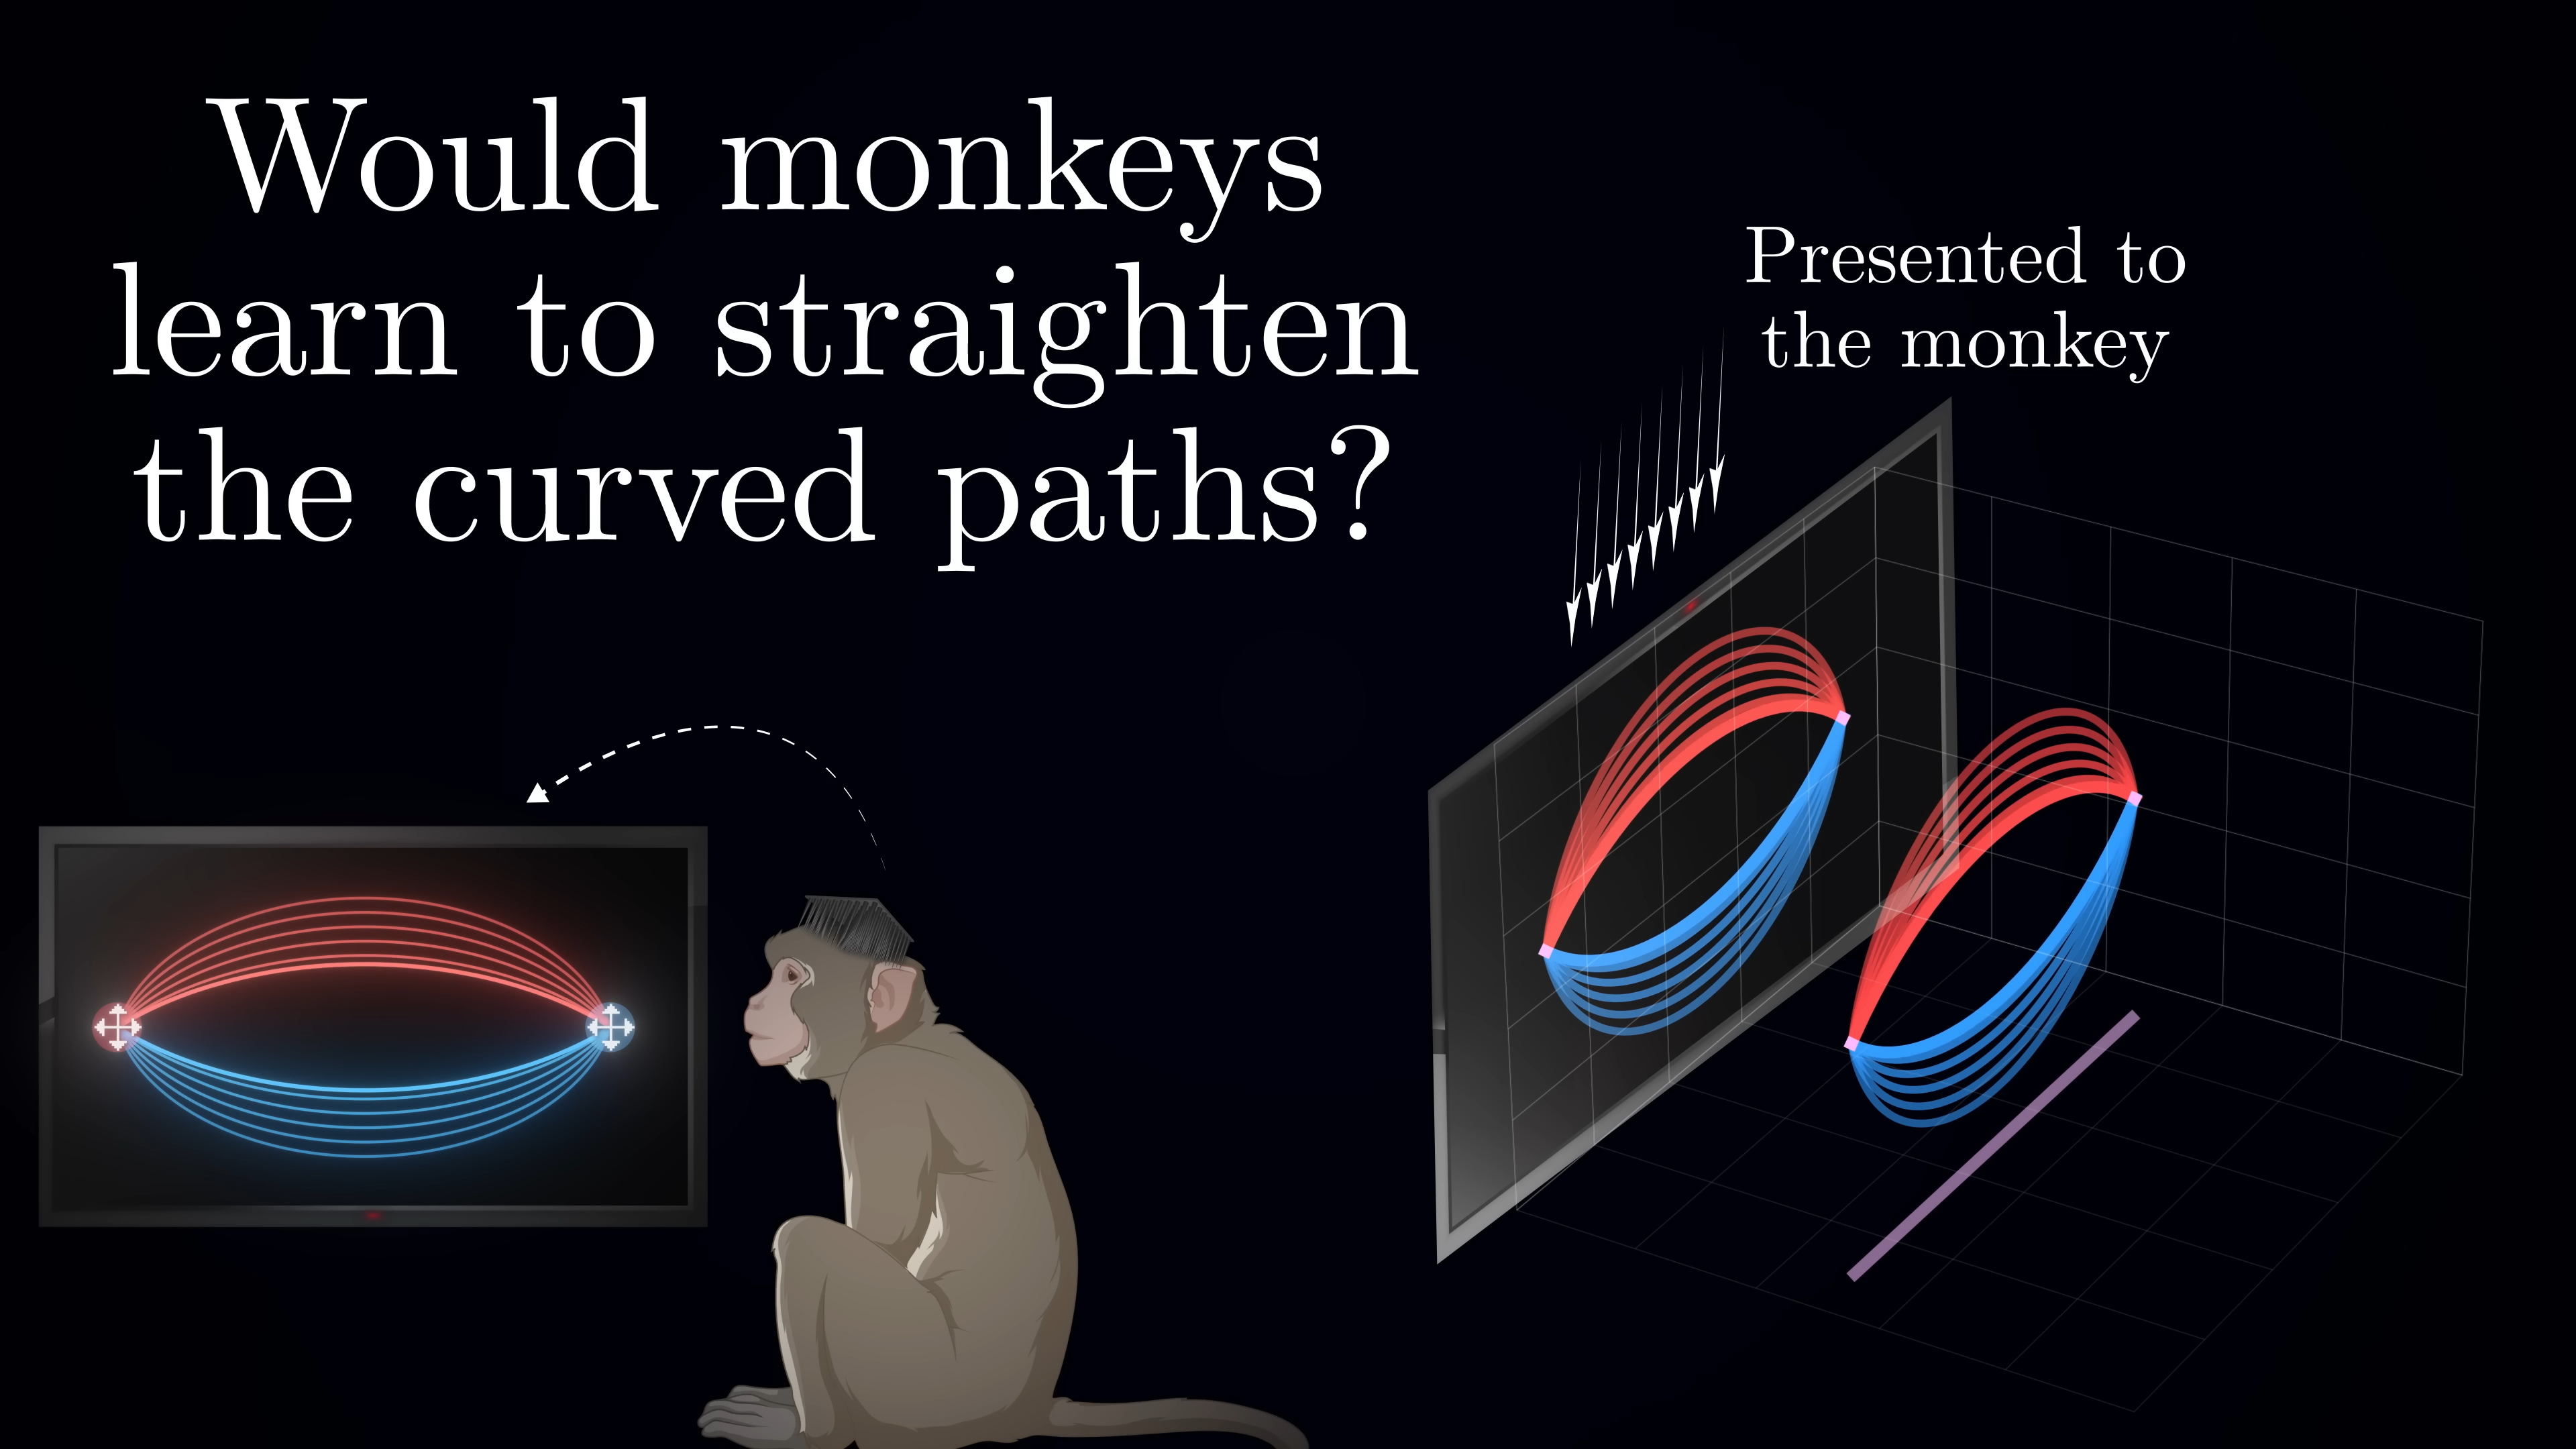 Would monkeys
learn to straighten
the curved paths?
Presented to
the monkey